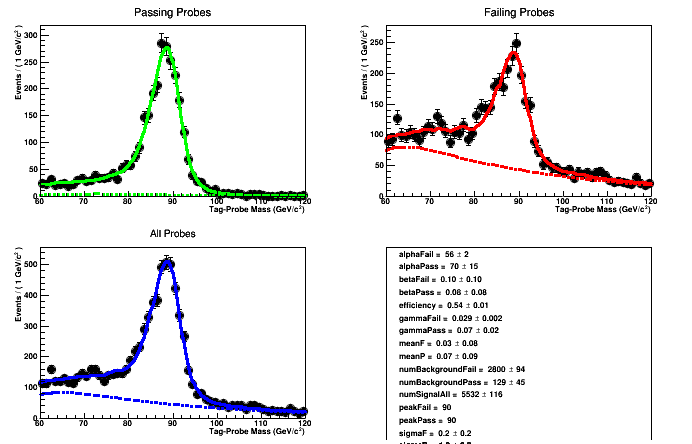 Passing Probes
Events / ( 1 GeV/c² )
300
250
200
150
100
50
60 70 80 90 100 110 120
Tag-Probe Mass (GeV/c²)
Failing Probes
Events / ( 1 GeV/c² )
250
200
150
100
50
60 70 80 90 100 110 120
Tag-Probe Mass (GeV/c²)
All Probes
Events / ( 1 GeV/c² )
500
400
300
200
100
0
60 70 80 90 100 110 120
Tag-Probe Mass (GeV/c²)
alphaFail = 56 ± 2
alphaPass = 70 ± 15
betaFail = 0.10 ± 0.10
betaPass = 0.08 ± 0.08
efficiency = 0.54 ± 0.01
gammaFail = 0.029 ± 0.002
gammaPass = 0.07 ± 0.02
meanF = 0.03 ± 0.08
meanP = 0.07 ± 0.09
numBackgroundFail = 2800 ± 94
numBackgroundPass = 129 ± 45
numSignalAll = 5532 ± 116
peakFail = 90
peakPass = 90
sigmaF = 0.2 ± 0.2